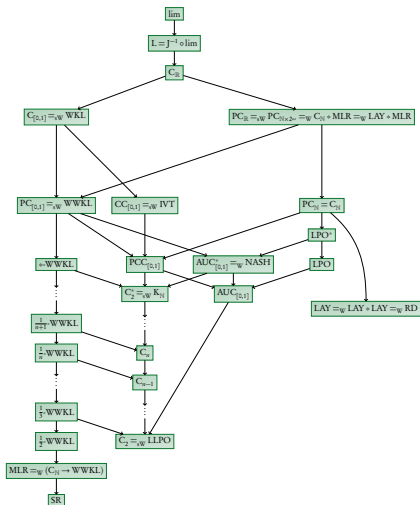 lim
L = J⁻¹ ∘ lim
C_ℝ
C_[0,1] ≡_sW WKL
PC_ℝ ≡_sW PC_ℕ×2^ω ≡_W C_ℕ * MLR ≡_W LAY * MLR
PC_[0,1] ≡_sW WWKL
CC_[0,1] ≡_sW IVT
PC_ℕ = C_ℕ
LPO*
*-WWKL
PCC_[0,1]
AUC*_[0,1] ≡_W NASH
LPO
C*_2 ≡_sW K_ℕ
AUC_[0,1]
⋮
⋮
LAY ≡_W LAY * LAY ≡_W RD
1/(n+1)-WWKL
1/n-WWKL
C_n
C_{n−1}
⋮
⋮
1/3-WWKL
1/2-WWKL
C_2 ≡_sW LLPO
MLR ≡_W (C_ℕ → WWKL)
SR